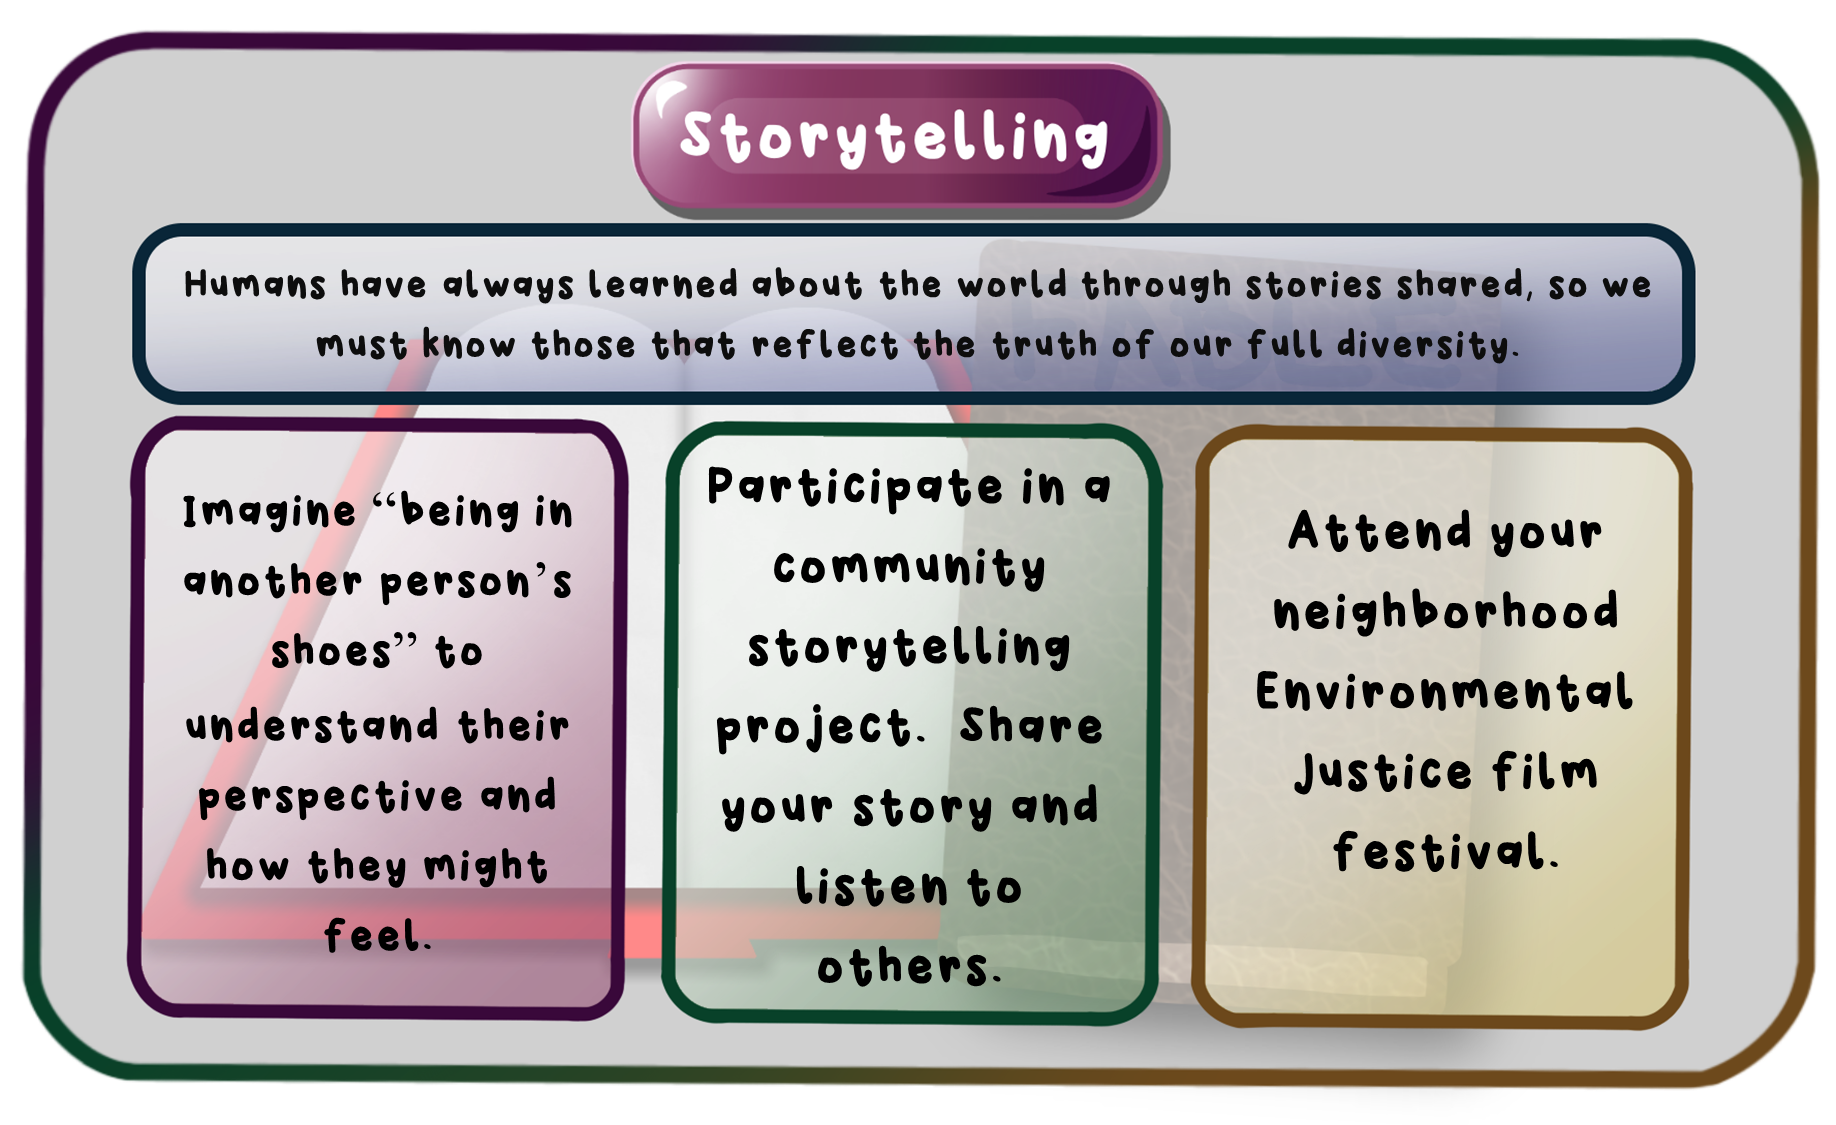 Storytelling
Humans have always learned about the world through stories shared, so we
must know those that reflect the truth of our full diversity.
Imagine “being in
another person’s
shoes” to
understand their
perspective and
how they might
feel.
Participate in a
community
storytelling
project.  Share
your story and
listen to
others.
Attend your
neighborhood
Environmental
Justice film
festival.
FABLE